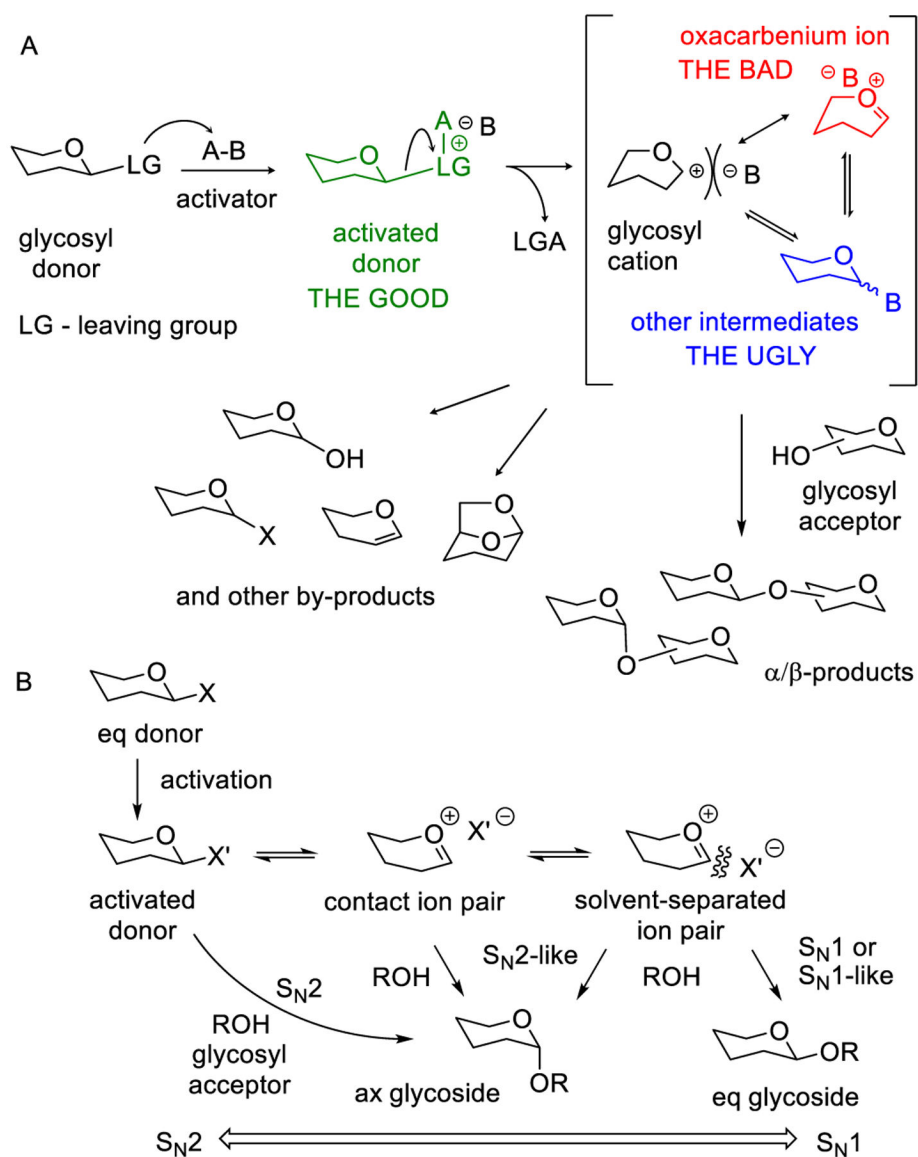 A
oxacarbenium ion
THE BAD
⊖ B
O ⊕
A ⊖ B
⊕
O
LG
A-B
activator
O
LG
O
⊕ ⊖ B
glycosyl
donor
activated
donor
THE GOOD
LGA
glycosyl
cation
O
B
LG - leaving group
other intermediates
THE UGLY
O
OH
O
X
O
O
O
HO
O
glycosyl
acceptor
and other by-products
O
O
O
O
O
O
α/β-products
B
O
X
eq donor
activation
O
X'
activated
donor
⊕
O
X' ⊖
contact ion pair
⊕
O
X' ⊖
solvent-separated
ion pair
SN2
ROH
glycosyl
acceptor
ROH
SN2-like
ROH
SN1 or
SN1-like
O
OR
ax glycoside
O
OR
eq glycoside
SN2
SN1